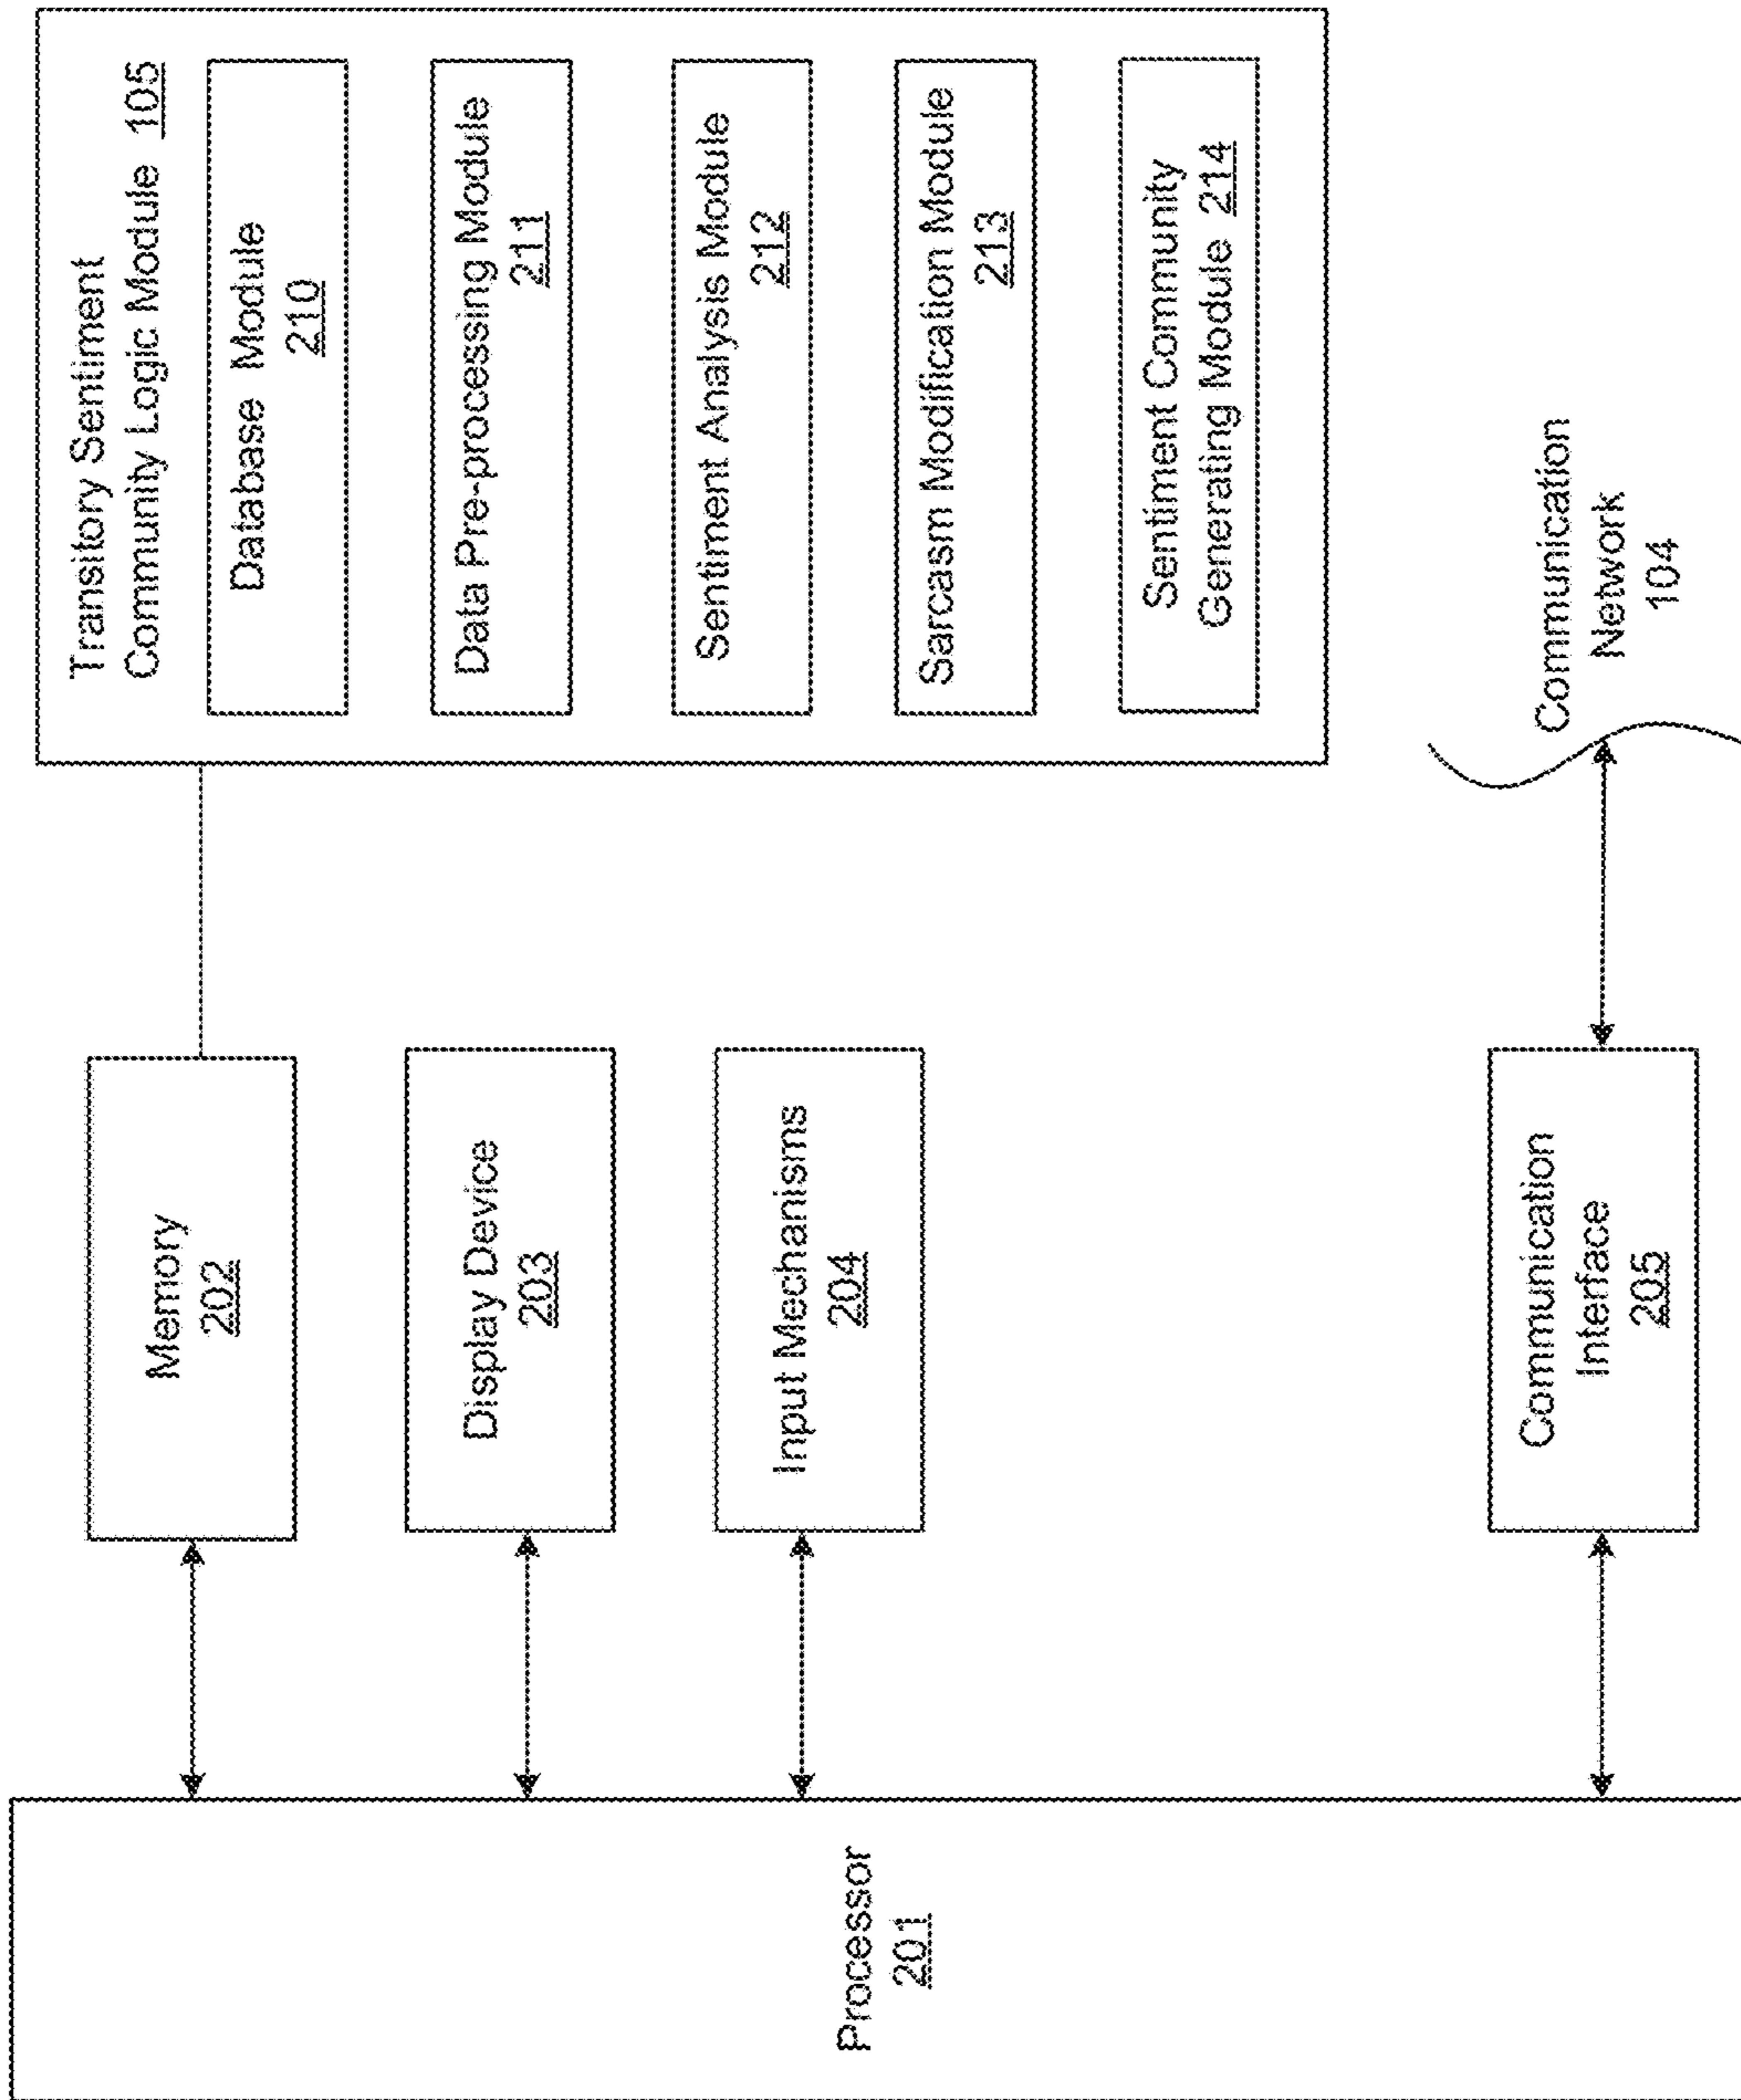 Processor
201
Memory
202
Display Device
203
Input Mechanisms
204
Communication
Interface
205
Transitory Sentiment
Community Logic Module 105
Database Module
210
Data Pre-processing Module
211
Sentiment Analysis Module
212
Sarcasm Modification Module
213
Sentiment Community
Generating Module 214
Communication
Network
104